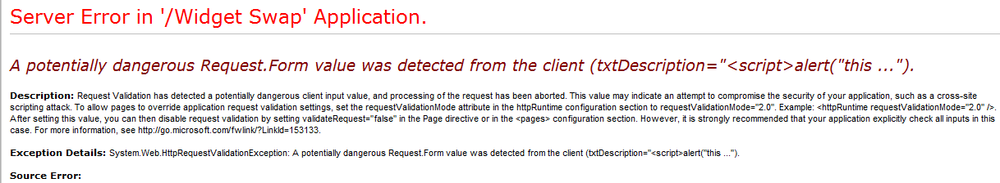 Server Error in '/Widget Swap' Application.
A potentially dangerous Request.Form value was detected from the client (txtDescription="<script>alert("this ...").
Description: Request Validation has detected a potentially dangerous client input value, and processing of the request has been aborted. This value may indicate an attempt to compromise the security of your application, such as a cross-site
scripting attack. To allow pages to override application request validation settings, set the requestValidationMode attribute in the httpRuntime configuration section to requestValidationMode="2.0". Example: <httpRuntime requestValidationMode="2.0" />.
After setting this value, you can then disable request validation by setting validateRequest="false" in the Page directive or in the <pages> configuration section. However, it is strongly recommended that your application explicitly check all inputs in this
case. For more information, see http://go.microsoft.com/fwlink/?LinkId=153133.
Exception Details: System.Web.HttpRequestValidationException: A potentially dangerous Request.Form value was detected from the client (txtDescription="<script>alert("this ...").
Source Error: